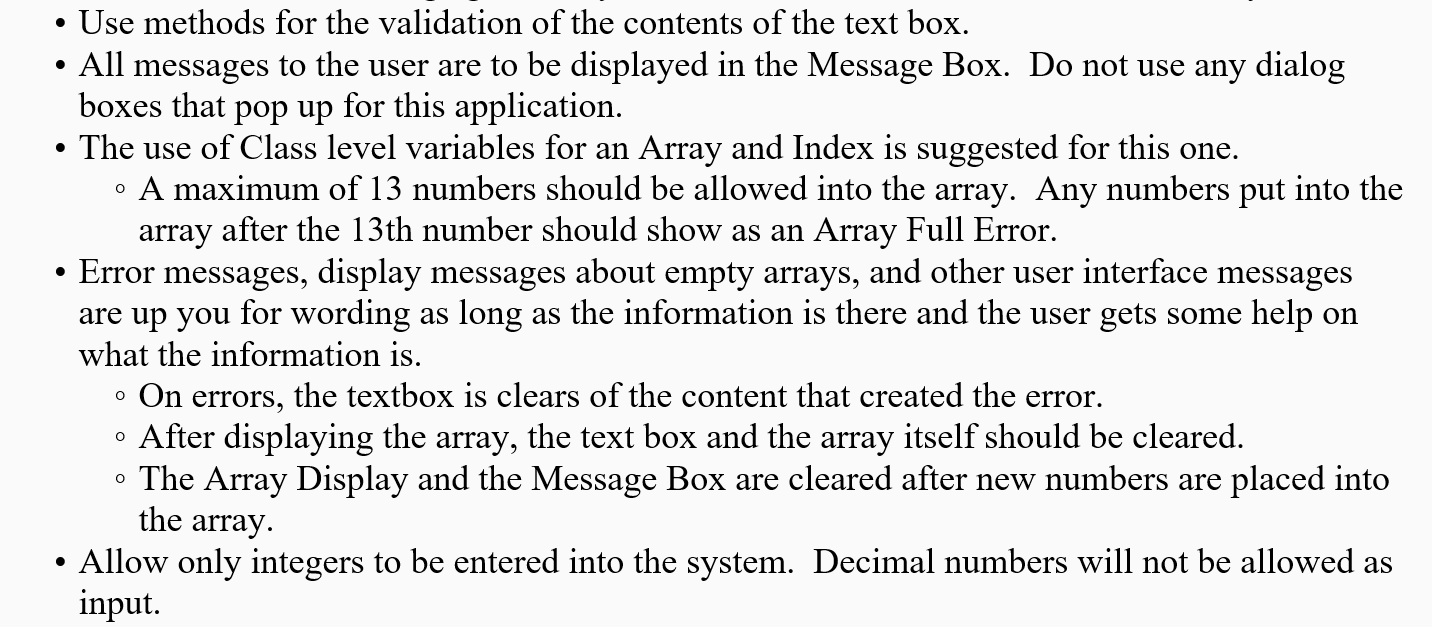 • Use methods for the validation of the contents of the text box.
• All messages to the user are to be displayed in the Message Box.  Do not use any dialog
boxes that pop up for this application.
• The use of Class level variables for an Array and Index is suggested for this one.
◦ A maximum of 13 numbers should be allowed into the array.  Any numbers put into the
array after the 13th number should show as an Array Full Error.
• Error messages, display messages about empty arrays, and other user interface messages
are up you for wording as long as the information is there and the user gets some help on
what the information is.
◦ On errors, the textbox is clears of the content that created the error.
◦ After displaying the array, the text box and the array itself should be cleared.
◦ The Array Display and the Message Box are cleared after new numbers are placed into
the array.
• Allow only integers to be entered into the system.  Decimal numbers will not be allowed as
input.